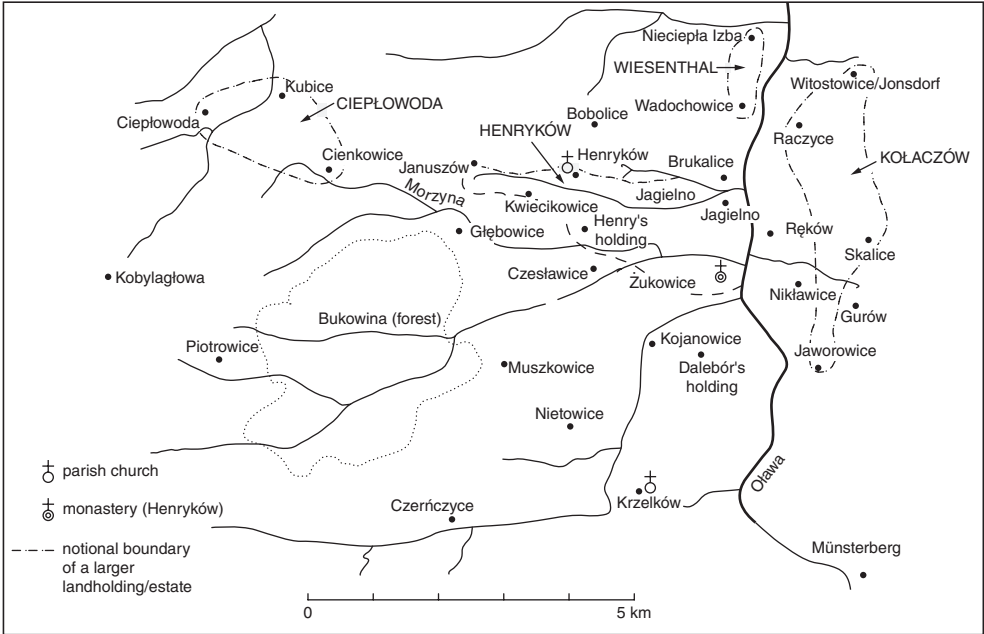 Nieciepła Izba
WIESENTHAL
Witostowice/Jonsdorf
Kubice
CIEPŁOWODA
Ciepłowoda
Wadochowice
Bobolice
Raczyce
HENRYKÓW
KOŁACZÓW
Cienkowice
Januszów
Henryków
Brukalice
Morzyna
Jagielno
Kwiecikowice
Jagielno
Henry's
holding
Głębowice
Ręków
Skalice
Kobylagłowa
Czesławice
Żukowice
Nikławice
Gurów
Bukowina (forest)
Piotrowice
Kojanowice
Muszkowice
Dalebór's
holding
Jaworowice
Nietowice
Oława
parish church
Krzelków
monastery (Henryków)
Czerńczyce
notional boundary
of a larger
landholding/estate
Münsterberg
0
5 km